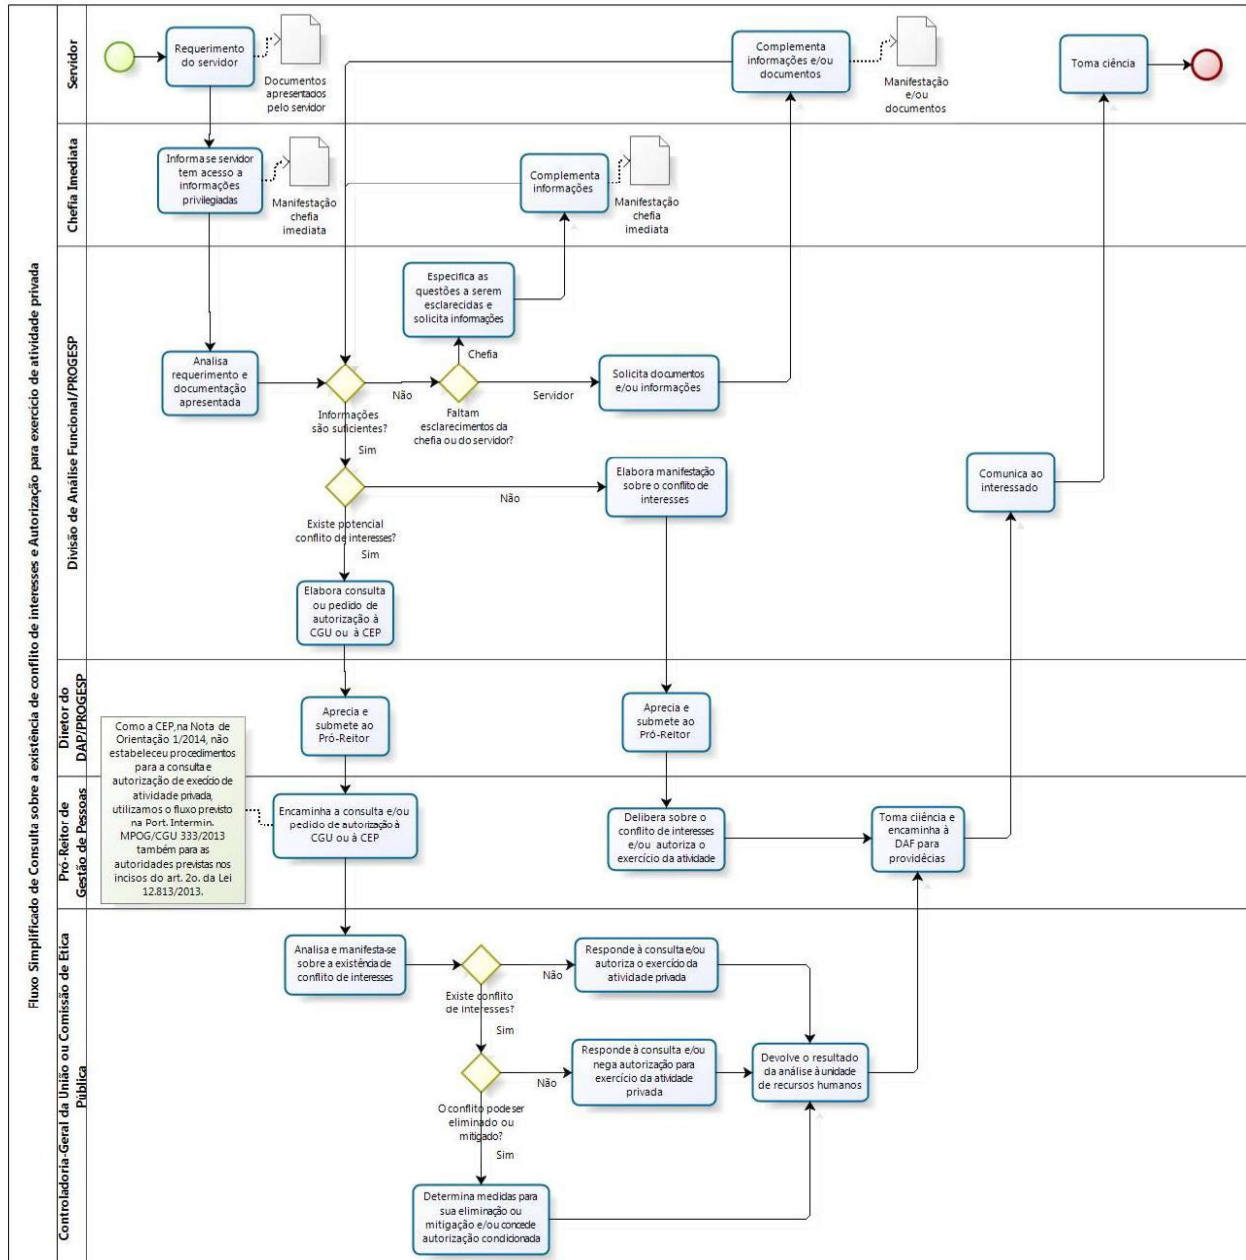 Fluxo Simplificado de Consulta sobre a existência de conflito de interesses e Autorização para exercício de atividade privada
Servidor
Requerimento
do servidor
Documentos
apresentados
pelo servidor
Complementa
informações e/ou
documentos
Manifestação
e/ou
documentos
Toma ciência
Chefia Imediata
Informa se servidor
tem acesso a
informações
privilegiadas
Manifestação
chefia
imediata
Complementa
informações
Manifestação
chefia
imediata
Divisão de Análise Funcional/PROGESP
Especifica as
questões a serem
esclarecidas e
solicita informações
Chefia
Analisa
requerimento e
documentação
apresentada
Informações
são suficientes?
Não
Faltam
esclarecimentos da
chefia ou do servidor?
Servidor
Solicita documentos
e/ou informações
Sim
Existe potencial
conflito de interesses?
Não
Elabora manifestação
sobre o conflito de
interesses
Comunica ao
interessado
Sim
Elabora consulta
ou pedido de
autorização à
CGU ou à CEP
Diretor do
DAP/PROGESP
Aprecia e
submete ao
Pró-Reitor
Aprecia e
submete ao
Pró-Reitor
Como a CEP, na Nota de
Orientação 1/2014, não
estabeleceu procedimentos
para a consulta e
autorização de execício de
atividade privada,
utilizamos o fluxo previsto
na Port. Intermin.
MPOG/CGU 333/2013
também para as
autoridades previstas nos
incisos do art. 2o. da Lei
12.813/2013.
Pró-Reitor de
Gestão de Pessoas
Encaminha a consulta e/ou
pedido de autorização à
CGU ou à CEP
Delibera sobre o
conflito de interesses
e/ou autoriza o
exercício da atividade
Toma ciiência e
encaminha à
DAF para
providécias
Controladoria-Geral da União ou Comissão de Etica
Pública
Analisa e manifesta-se
sobre a existência de
conflito de interesses
Existe conflito
de interesses?
Não
Responde à consulta e/ou
autoriza o exercício da
atividade privada
Sim
O conflito pode ser
eliminado ou
mitigado?
Não
Responde à consulta e/ou
nega autorização para
exercício da atividade
privada
Devolve o resultado
da análise à unidade
de recursos humanos
Sim
Determina medidas para
sua eliminação ou
mitigação e/ou concede
autorização condicionada